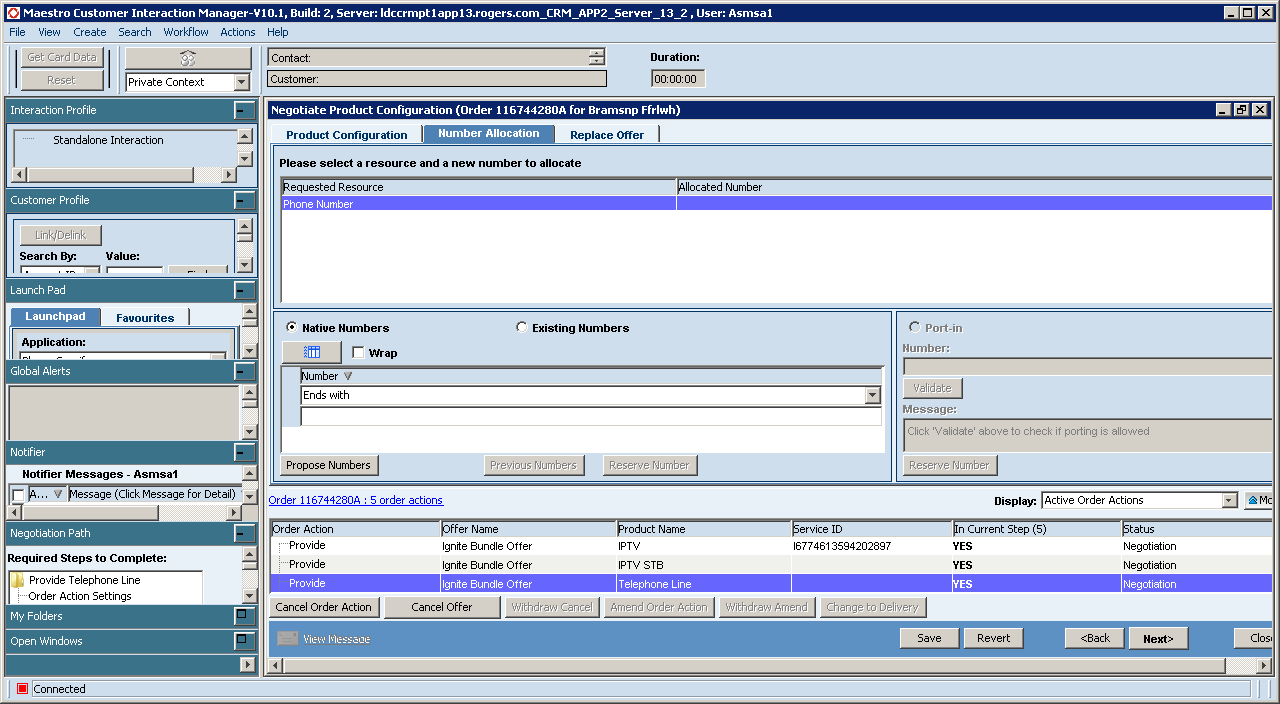 Maestro Customer Interaction Manager-V10.1, Build: 2, Server: ldccrmpt1app13.rogers.com_CRM_APP2_Server_13_2 , User: Asmsa1
File View Create Search Workflow Actions Help
Get Card Data
Reset
Private Context
Contact:
Customer:
Duration:
00:00:00
Interaction Profile
Standalone Interaction
Customer Profile
Link/Delink
Search By: Value:
Launch Pad
Launchpad Favourites
Application:
Global Alerts
Notifier
Notifier Messages - Asmsa1
A... Message (Click Message for Detail)
Negotiation Path
Required Steps to Complete:
Provide Telephone Line
Order Action Settings
My Folders
Open Windows
Negotiate Product Configuration (Order 116744280A for Bramsnp Ffrlwh)
Product Configuration Number Allocation Replace Offer
Please select a resource and a new number to allocate
Requested Resource Allocated Number
Phone Number
Native Numbers Existing Numbers
Wrap
Number
Ends with
Propose Numbers Previous Numbers Reserve Number
Port-in
Number:
Validate
Message:
Click 'Validate' above to check if porting is allowed
Reserve Number
Order 116744280A : 5 order actions
Display: Active Order Actions Mo
Order Action Offer Name Product Name Service ID In Current Step (5) Status
Provide Ignite Bundle Offer IPTV I6774613594202897 YES Negotiation
Provide Ignite Bundle Offer IPTV STB YES Negotiation
Provide Ignite Bundle Offer Telephone Line YES Negotiation
Cancel Order Action Cancel Offer Withdraw Cancel Amend Order Action Withdraw Amend Change to Delivery
View Message Save Revert <Back Next> Clos
Connected